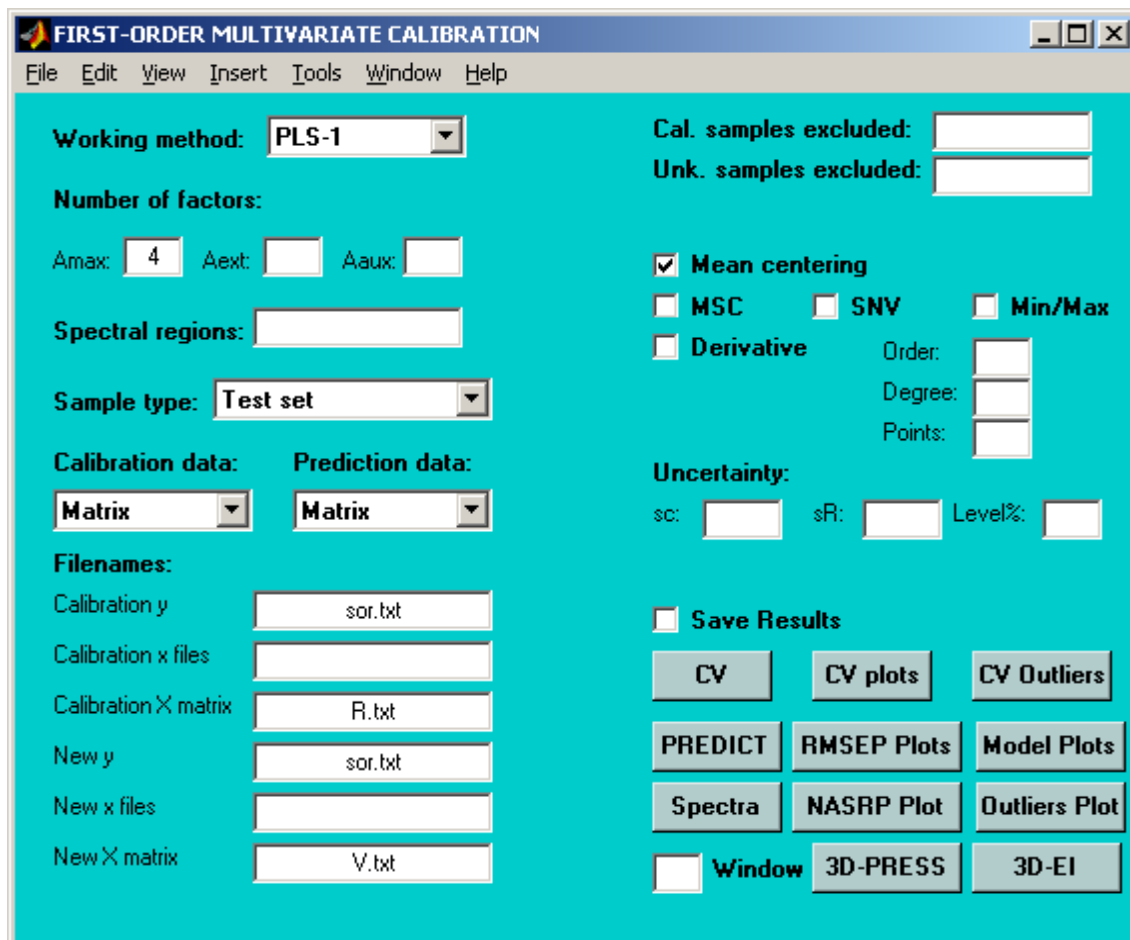 FIRST-ORDER MULTIVARIATE CALIBRATION
File Edit View Insert Tools Window Help
Working method: PLS-1
Cal. samples excluded:
Unk. samples excluded:
Number of factors:
Amax: 4 Aext: Aaux:
Mean centering
MSC SNV Min/Max
Spectral regions:
Derivative Order:
Degree:
Points:
Sample type: Test set
Calibration data: Prediction data:
Matrix Matrix
Uncertainty:
sc: sR: Level%:
Filenames:
Calibration y sor.txt
Calibration x files
Calibration X matrix R.txt
New y sor.txt
New x files
New X matrix V.txt
Save Results
CV CV plots CV Outliers
PREDICT RMSEP Plots Model Plots
Spectra NASRP Plot Outliers Plot
Window 3D-PRESS 3D-EI